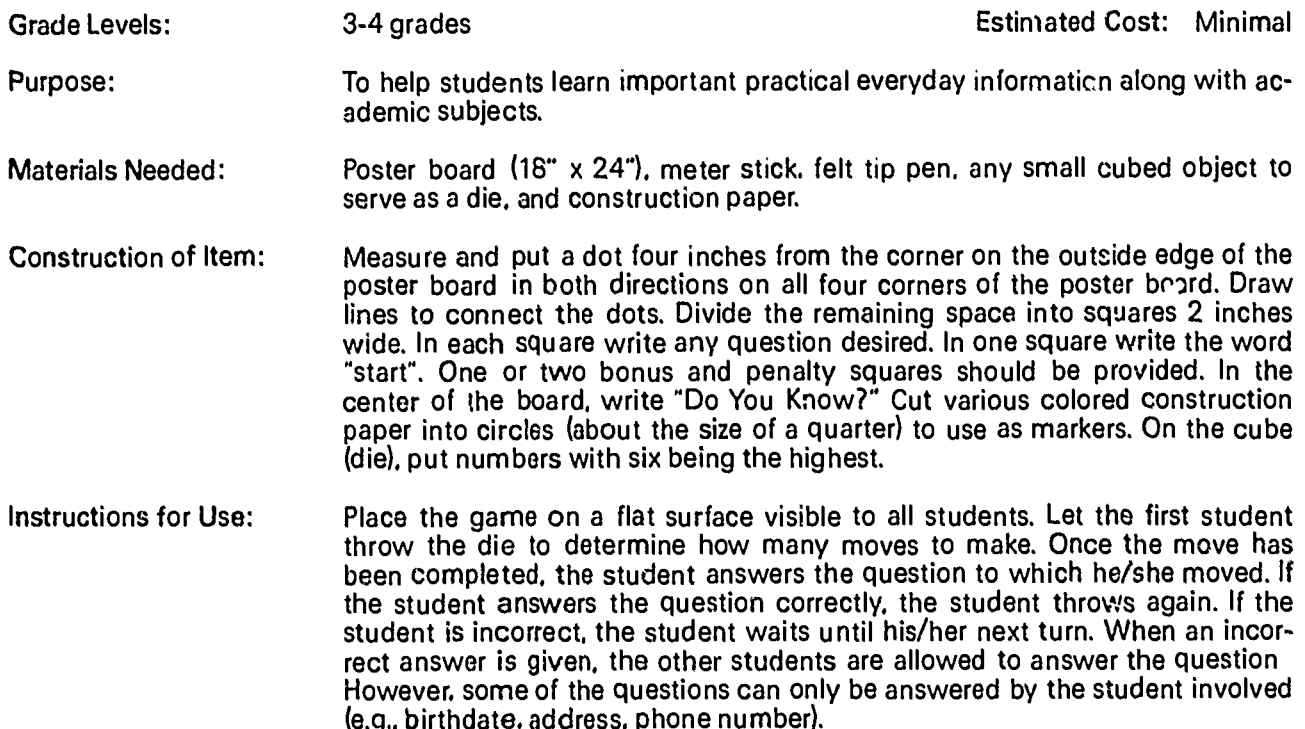 Grade Levels: 3-4 grades Estimated Cost: Minimal
Purpose: To help students learn important practical everyday information along with ac-
ademic subjects.
Materials Needed: Poster board (18" x 24"), meter stick, felt tip pen, any small cubed object to
serve as a die, and construction paper.
Construction of Item: Measure and put a dot four inches from the corner on the outside edge of the
poster board in both directions on all four corners of the poster board. Draw
lines to connect the dots. Divide the remaining space into squares 2 inches
wide. In each square write any question desired. In one square write the word
"start". One or two bonus and penalty squares should be provided. In the
center of the board, write "Do You Know?" Cut various colored construction
paper into circles (about the size of a quarter) to use as markers. On the cube
(die), put numbers with six being the highest.
Instructions for Use: Place the game on a flat surface visible to all students. Let the first student
throw the die to determine how many moves to make. Once the move has
been completed, the student answers the question to which he/she moved. If
the student answers the question correctly, the student throws again. If the
student is incorrect, the student waits until his/her next turn. When an incor-
rect answer is given, the other students are allowed to answer the question
However, some of the questions can only be answered by the student involved
(e.g., birthdate, address, phone number).